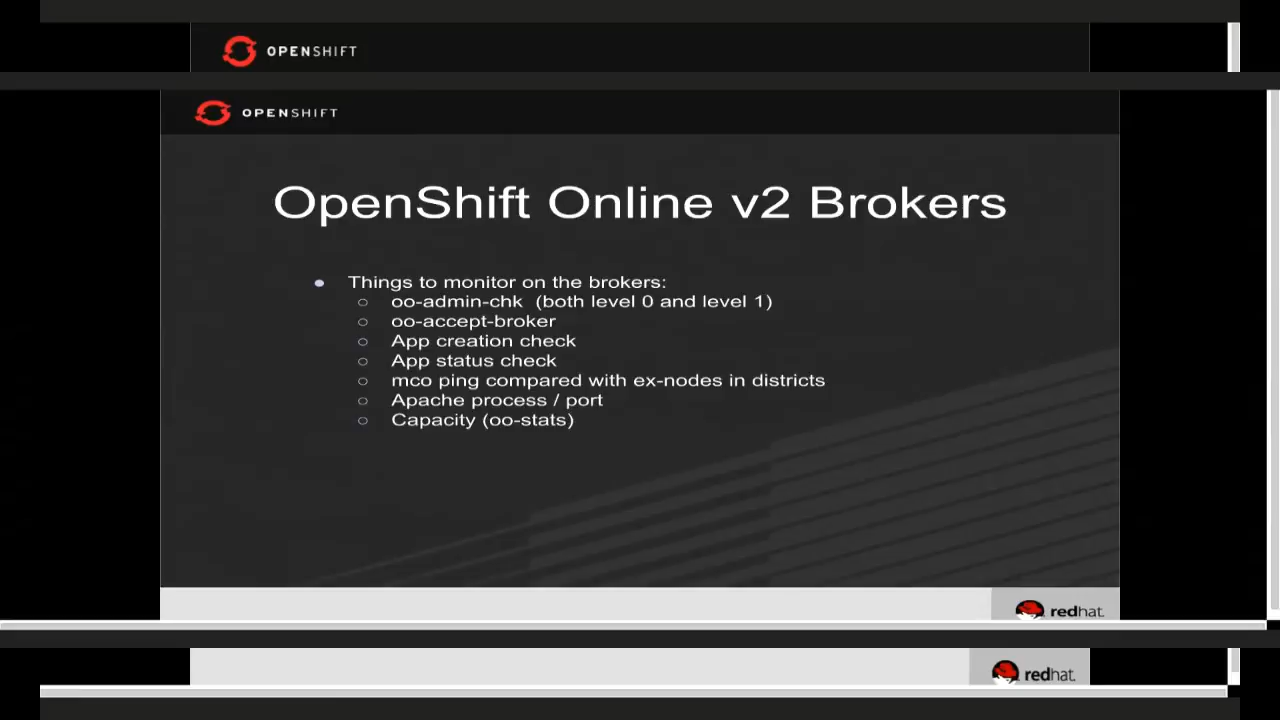 OPENSHIFT
OPENSHIFT
OpenShift Online v2 Brokers
Things to monitor on the brokers:
oo-admin-chk (both level 0 and level 1)
oo-accept-broker
App creation check
App status check
mco ping compared with ex-nodes in districts
Apache process / port
Capacity (oo-stats)
redhat.
redhat.